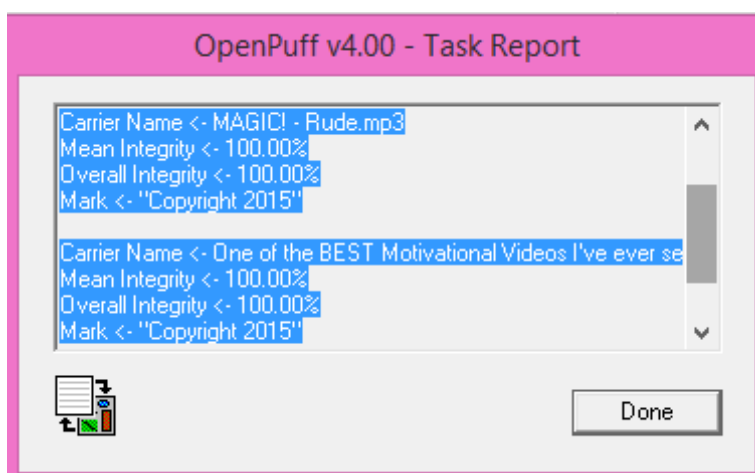 OpenPuff v4.00 - Task Report
Carrier Name <- MAGIC! - Rude.mp3
Mean Integrity <- 100.00%
Overall Integrity <- 100.00%
Mark <- "Copyright 2015"
Carrier Name <- One of the BEST Motivational Videos I've ever se
Mean Integrity <- 100.00%
Overall Integrity <- 100.00%
Mark <- "Copyright 2015"
Done